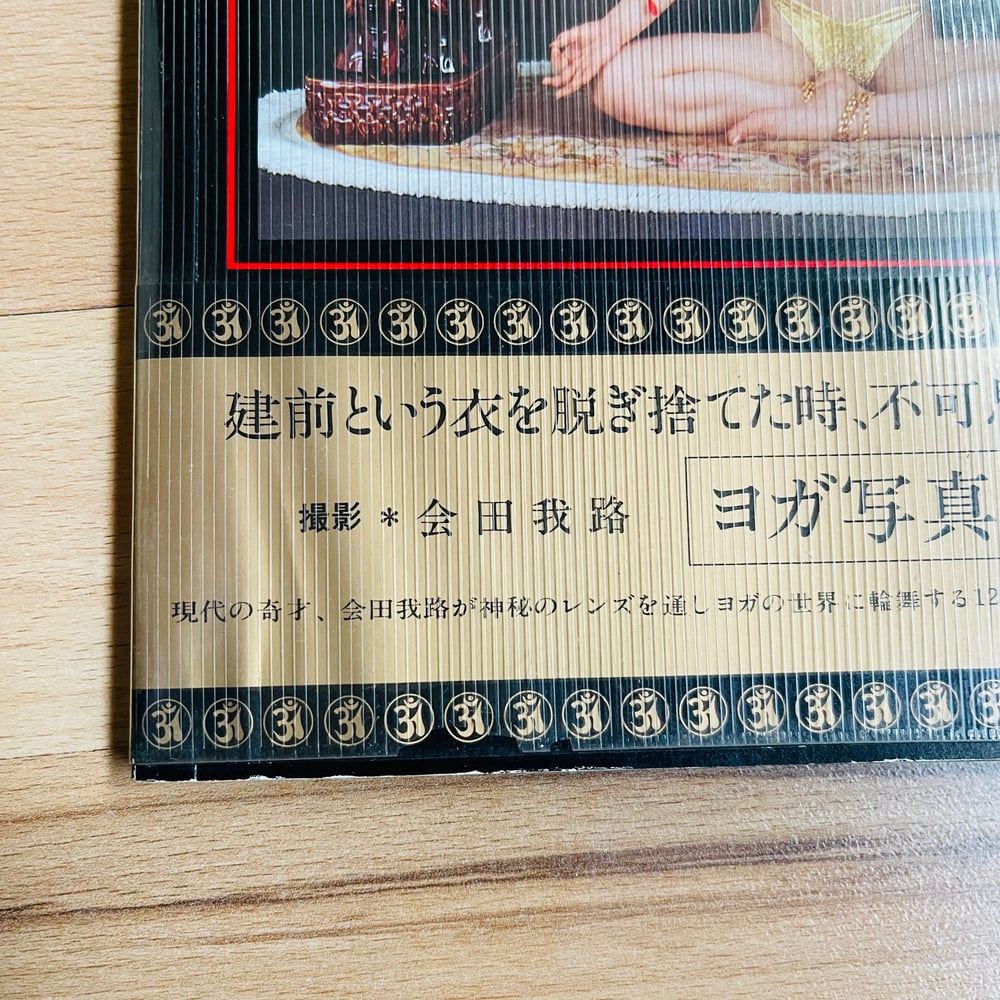 建前という衣を脱ぎ捨てた時、不可
撮影＊会田我路
ヨガ写真
現代の奇才、会田我路が神秘のレンズを通しヨガの世界に輪舞する12